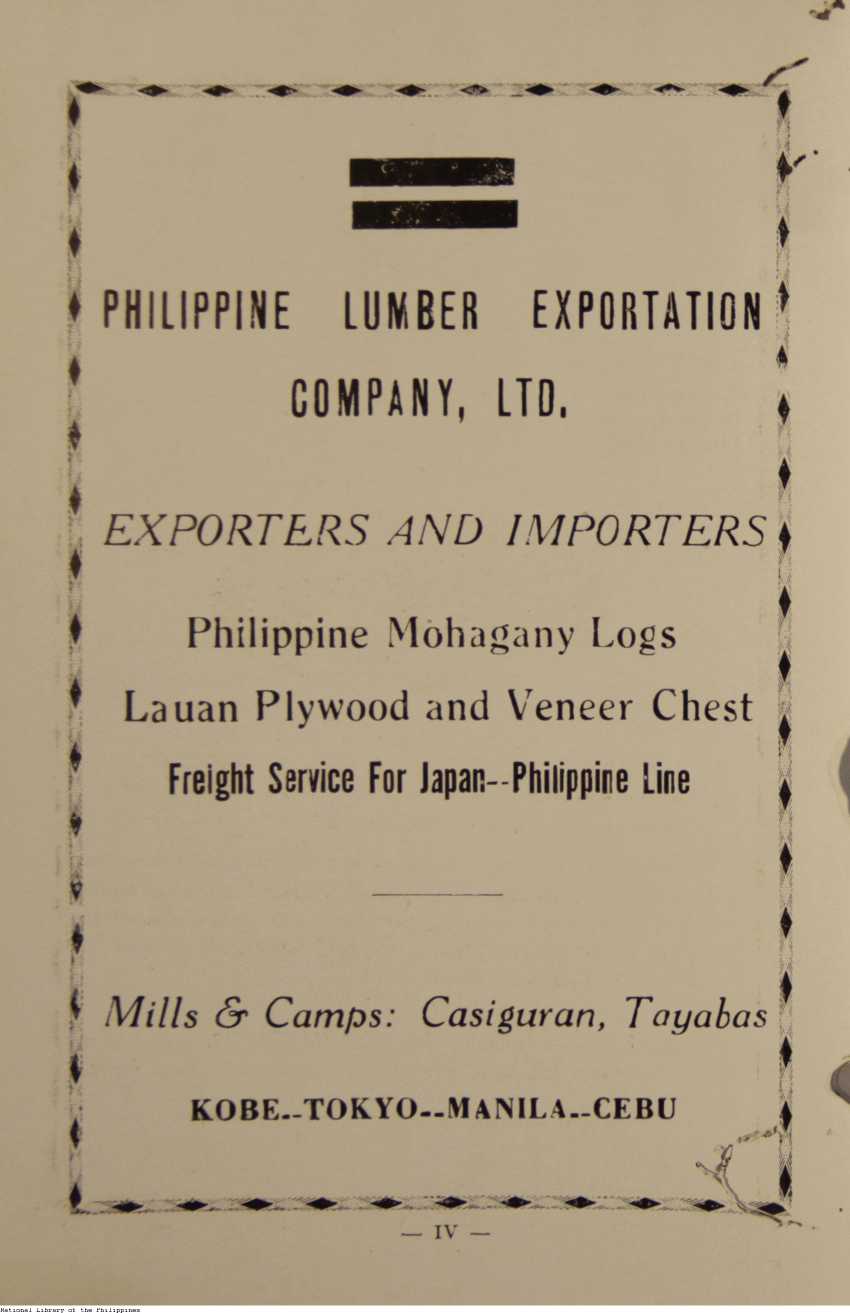 PHILIPPINE LUMBER EXPORTATION
COMPANY, LTD.
EXPORTERS AND IMPORTERS
Philippine Mohagany Logs
Lauan Plywood and Veneer Chest
Freight Service For Japan--Philippine Line
Mills & Camps: Casiguran, Tayabas
KOBE--TOKYO--MANILA--CEBU
— IV —
National Library of the Philippines